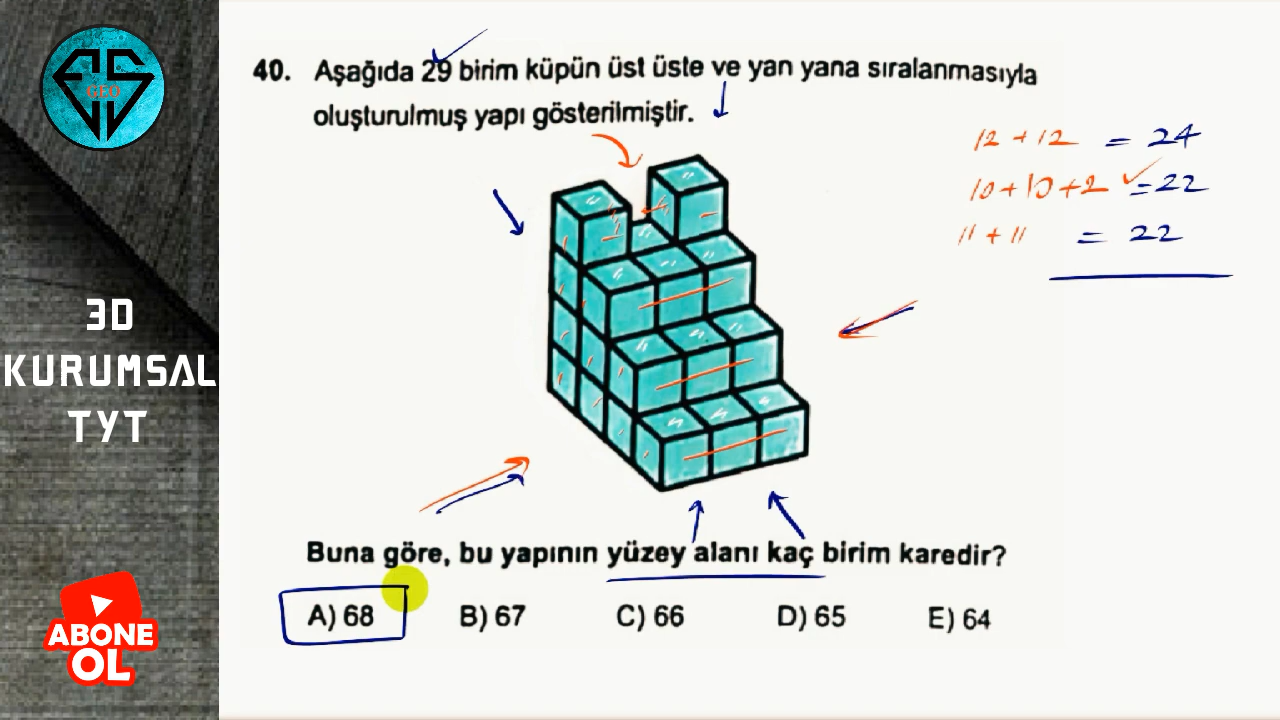 GEO
3D
KURUMSAL
TYT
ABONE
OL
40. Aşağıda 29 birim küpün üst üste ve yan yana sıralanmasıyla
oluşturulmuş yapı gösterilmiştir.
12 + 12 = 24
10 + 10 + 2 = 22
11 + 11 = 22
Buna göre, bu yapının yüzey alanı kaç birim karedir?
A) 68 B) 67 C) 66 D) 65 E) 64